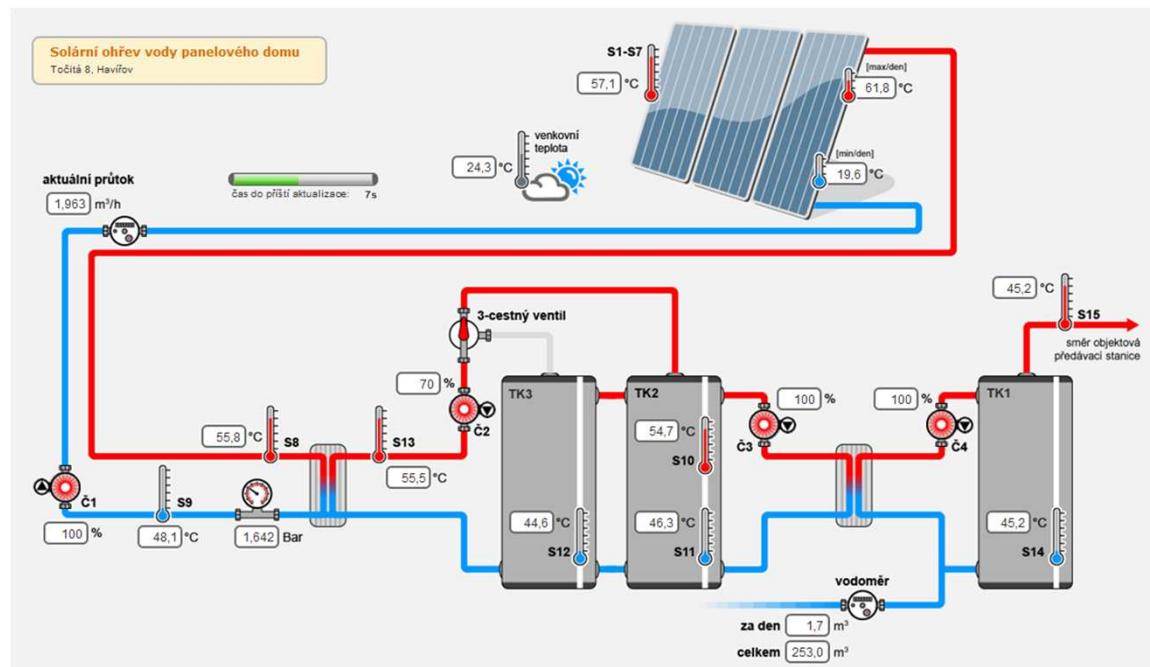 Solární ohřev vody panelového domu
Točitá 8, Havířov
S1-S7
57,1 °C
[max/den]
61,8 °C
[min/den]
19,6 °C
venkovní
teplota
24,3 °C
čas do příští aktualizace: 7s
aktuální průtok
1,963 m³/h
45,2 °C
S15
směr objektová
předávací stanice
3-cestný ventil
70 %
Č2
TK3
TK2
100 %
Č3
100 %
Č4
TK1
55,8 °C
S8
S13
55,5 °C
54,7 °C
S10
Č1
100 %
S9
48,1 °C
1,642 Bar
44,6 °C
S12
46,3 °C
S11
45,2 °C
S14
vodoměr
za den 1,7 m³
celkem 253,0 m³